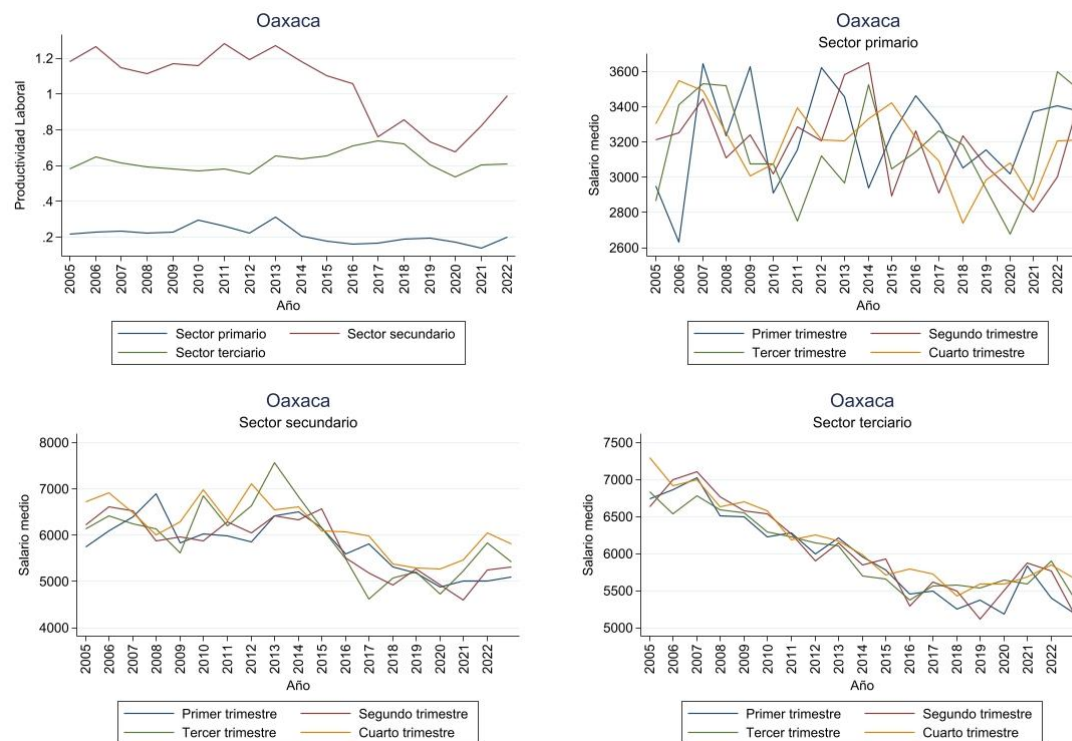 Oaxaca
Productividad Laboral
1.2
1
.8
.6
.4
.2
2005 2006 2007 2008 2009 2010 2011 2012 2013 2014 2015 2016 2017 2018 2019 2020 2021 2022
Año
Sector primario
Sector secundario
Sector terciario
Oaxaca
Sector primario
Salario medio
3600
3400
3200
3000
2800
2600
2005 2006 2007 2008 2009 2010 2011 2012 2013 2014 2015 2016 2017 2018 2019 2020 2021 2022
Año
Primer trimestre
Segundo trimestre
Tercer trimestre
Cuarto trimestre
Oaxaca
Sector secundario
Salario medio
8000
7000
6000
5000
4000
2005 2006 2007 2008 2009 2010 2011 2012 2013 2014 2015 2016 2017 2018 2019 2020 2021 2022
Año
Primer trimestre
Segundo trimestre
Tercer trimestre
Cuarto trimestre
Oaxaca
Sector terciario
Salario medio
7500
7000
6500
6000
5500
5000
2005 2006 2007 2008 2009 2010 2011 2012 2013 2014 2015 2016 2017 2018 2019 2020 2021 2022
Año
Primer trimestre
Segundo trimestre
Tercer trimestre
Cuarto trimestre